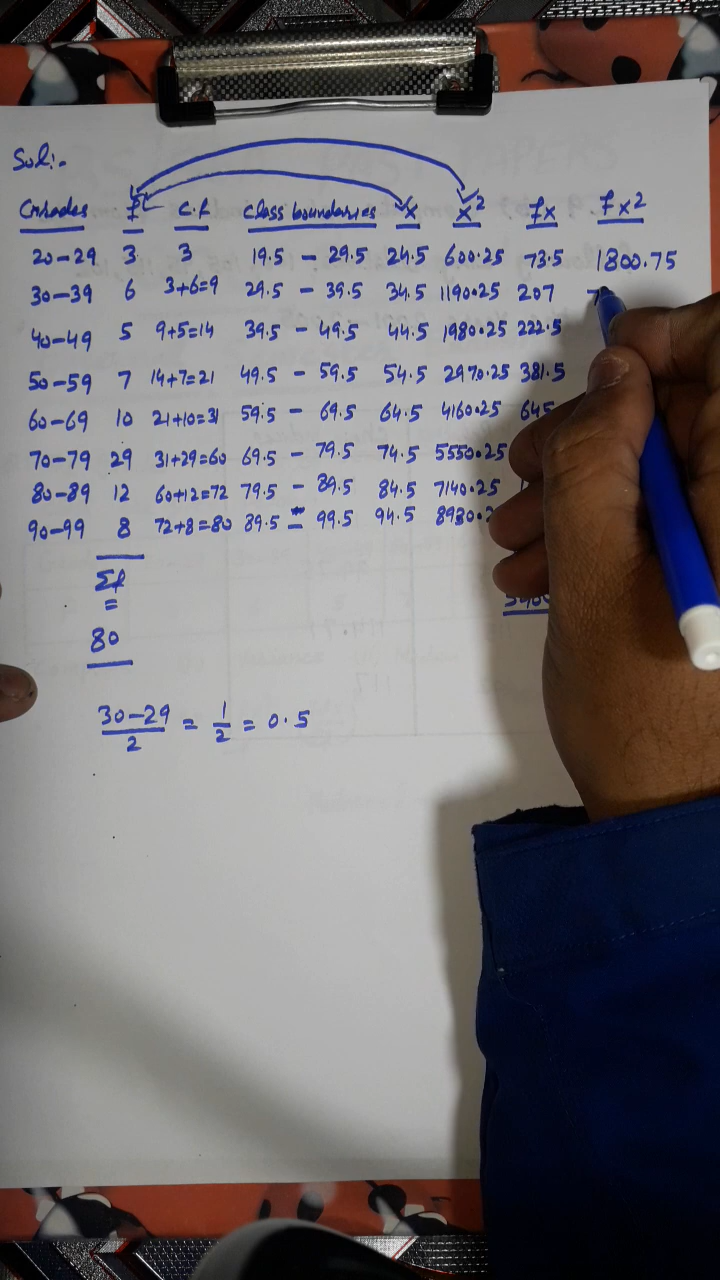 Sol:-
Grades f C.f Class boundaries x x² fx fx²
20-29 3 3 19.5 - 29.5 24.5 600.25 73.5 1800.75
30-39 6 3+6=9 29.5 - 39.5 34.5 1190.25 207 7
40-49 5 9+5=14 39.5 - 49.5 44.5 1980.25 222.5
50-59 7 14+7=21 49.5 - 59.5 54.5 2970.25 381.5
60-69 10 21+10=31 59.5 - 69.5 64.5 4160.25 645
70-79 29 31+29=60 69.5 - 79.5 74.5 5550.25
80-89 12 60+12=72 79.5 - 89.5 84.5 7140.25
90-99 8 72+8=80 89.5 - 99.5 94.5 8930.2
Σf
=
80
30-29/2 = 1/2 = 0.5